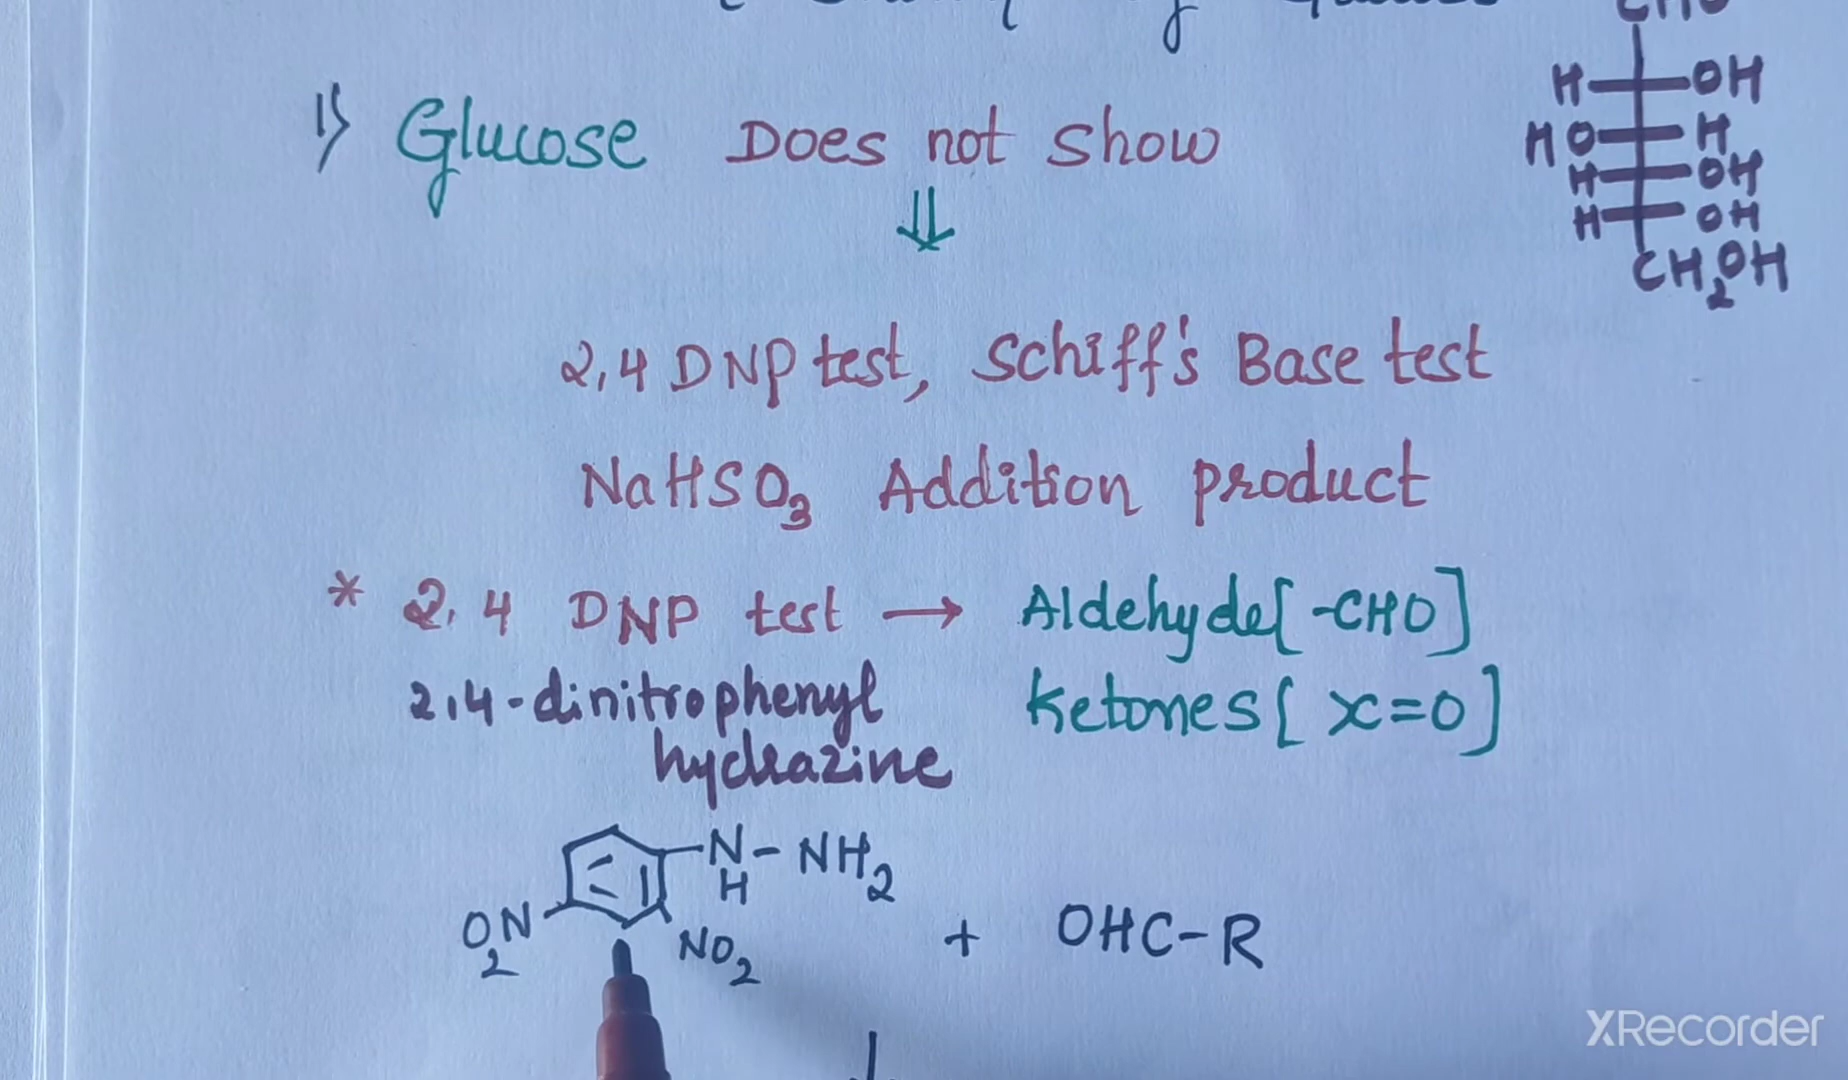 CHO
H OH
HO H
H OH
H OH
CH2OH
1) Glucose Does not show
⇓
2,4 DNP test, Schiff's Base test
NaHSO3 Addition product
* 2,4 DNP test → Aldehyde[-CHO]
2,4-dinitrophenyl hydrazine
Ketones[ >C=O]
N-NH2
H
O2N
NO2
+ OHC-R
XRecorder